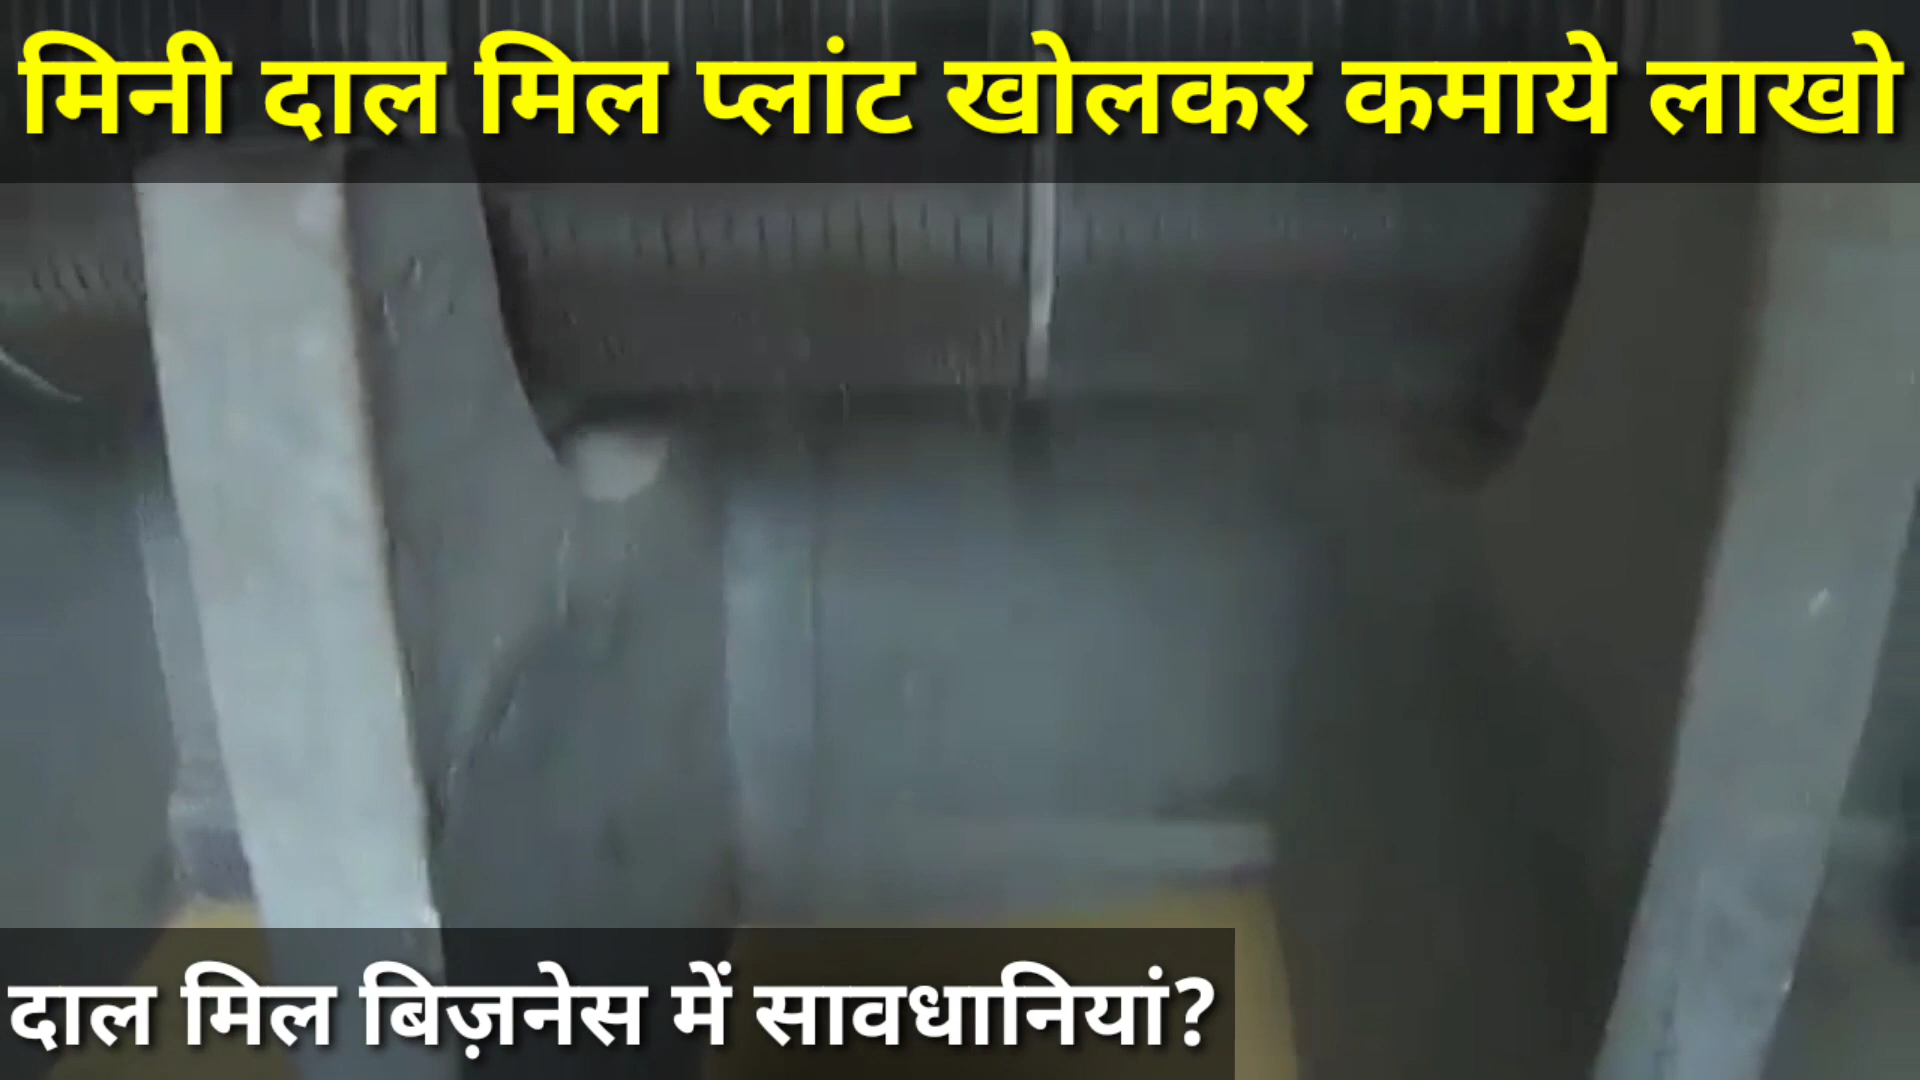 मिनी दाल मिल प्लांट खोलकर कमाये लाखो
दाल मिल बिज़नेस में सावधानियां?